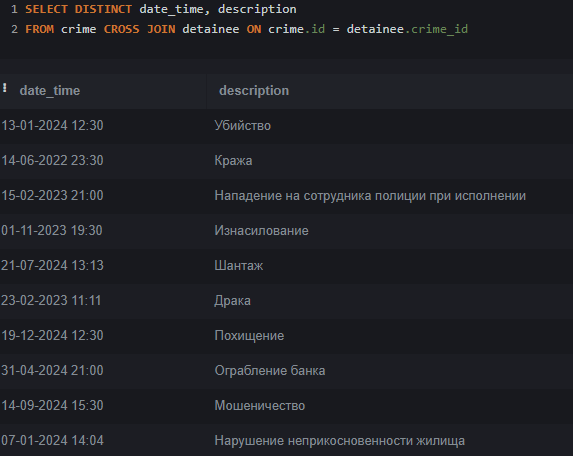 1 SELECT DISTINCT date_time, description
2 FROM crime CROSS JOIN detainee ON crime.id = detainee.crime_id
date_time description
13-01-2024 12:30 Убийство
14-06-2022 23:30 Кража
15-02-2023 21:00 Нападение на сотрудника полиции при исполнении
01-11-2023 19:30 Изнасилование
21-07-2024 13:13 Шантаж
23-02-2023 11:11 Драка
19-12-2024 12:30 Похищение
31-04-2024 21:00 Ограбление банка
14-09-2024 15:30 Мошеничество
07-01-2024 14:04 Нарушение неприкосновенности жилища